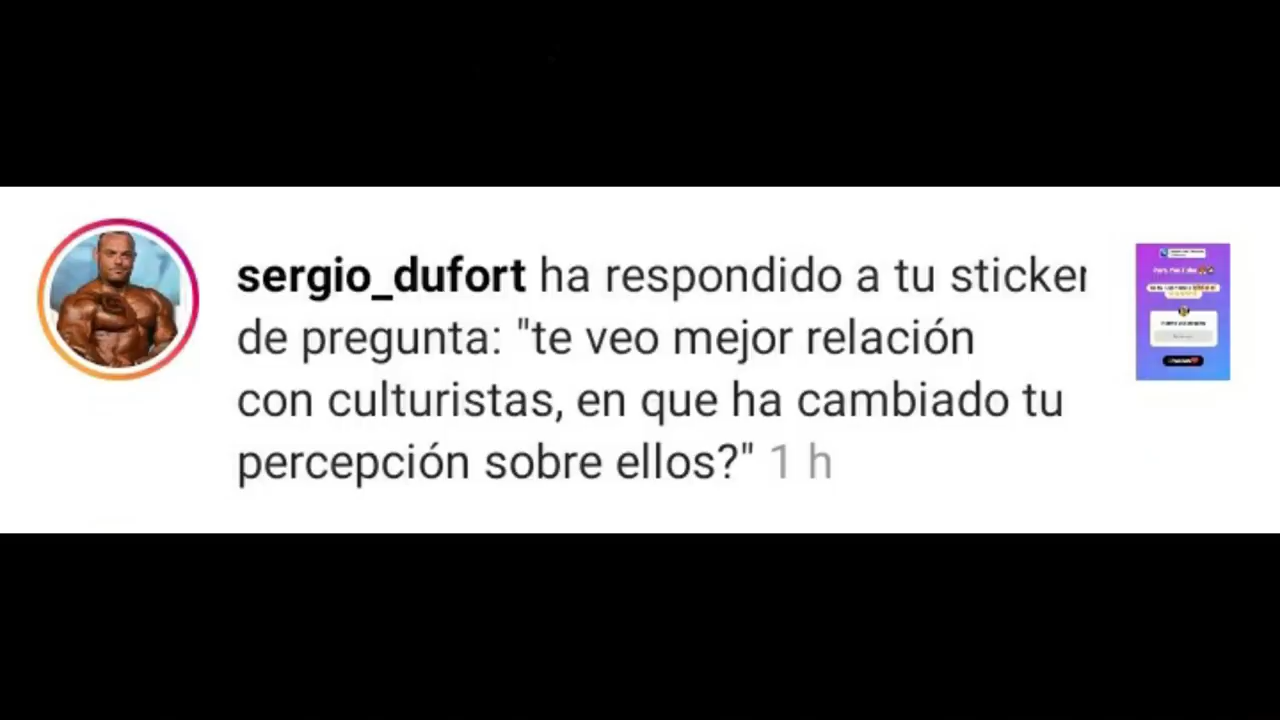 sergio_dufort ha respondido a tu sticker
de pregunta: "te veo mejor relación
con culturistas, en que ha cambiado tu
percepción sobre ellos?" 1 h